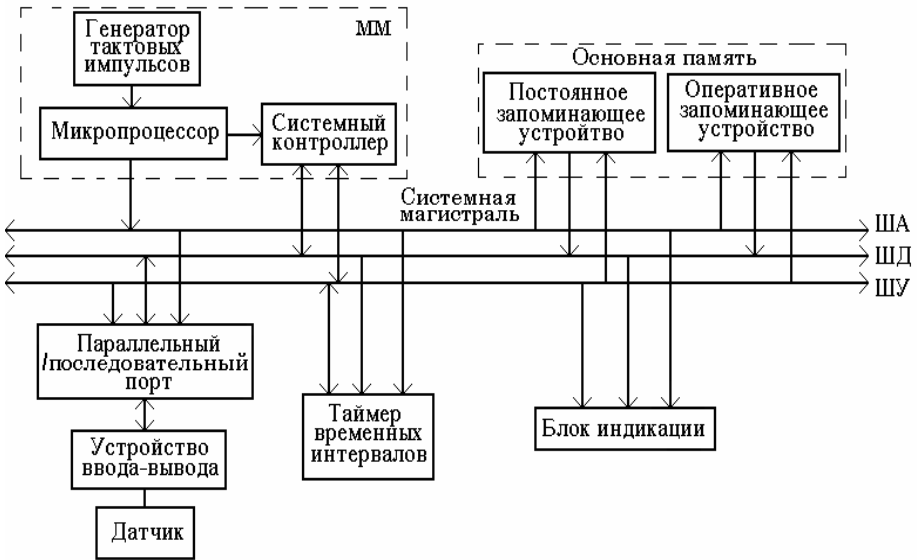 Генератор
тактовых
импульсов
ММ
Микропроцессор
Системный
контроллер
Основная память
Постоянное
запоминающее
устройтво
Оперативное
запоминающее
устройство
Системная
магистраль
ША
ШД
ШУ
Параллельный
/последовательный
порт
Устройство
ввода-вывода
Датчик
Таймер
временных
интервалов
Блок индикации